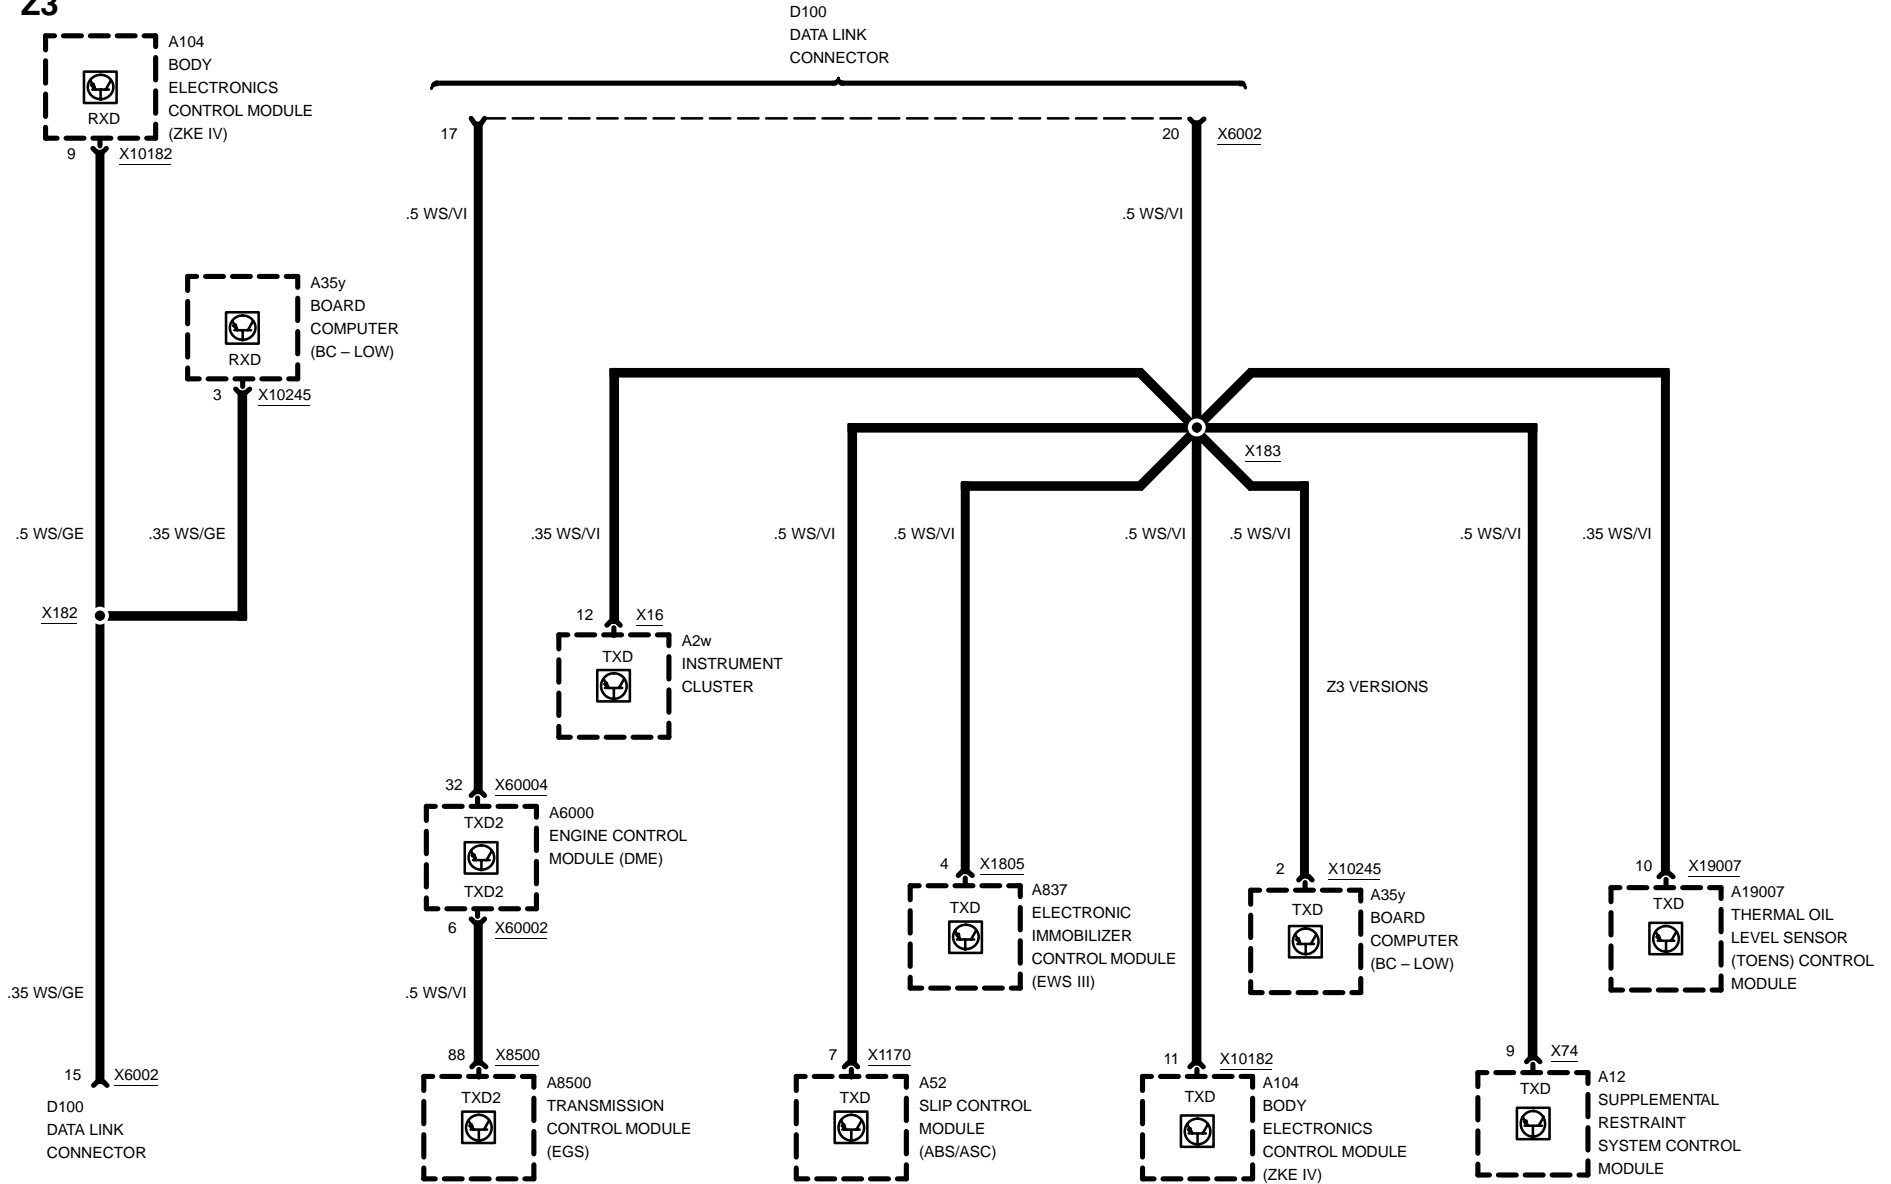 Z3
A104
BODY
ELECTRONICS
CONTROL MODULE
(ZKE IV)
RXD
9 X10182
A35y
BOARD
COMPUTER
(BC – LOW)
RXD
3 X10245
.5 WS/GE
.35 WS/GE
X182
.35 WS/GE
15 X6002
D100
DATA LINK
CONNECTOR
D100
DATA LINK
CONNECTOR
17
20 X6002
.5 WS/VI
.5 WS/VI
X183
.35 WS/VI
.5 WS/VI
.5 WS/VI
.5 WS/VI
.5 WS/VI
.5 WS/VI
.35 WS/VI
12 X16
TXD
A2w
INSTRUMENT
CLUSTER
Z3 VERSIONS
32 X60004
TXD2
TXD2
A6000
ENGINE CONTROL
MODULE (DME)
6 X60002
.5 WS/VI
88 X8500
TXD2
A8500
TRANSMISSION
CONTROL MODULE
(EGS)
7 X1170
TXD
A52
SLIP CONTROL
MODULE
(ABS/ASC)
4 X1805
TXD
A837
ELECTRONIC
IMMOBILIZER
CONTROL MODULE
(EWS III)
11 X10182
TXD
A104
BODY
ELECTRONICS
CONTROL MODULE
(ZKE IV)
2 X10245
TXD
A35y
BOARD
COMPUTER
(BC – LOW)
9 X74
TXD
A12
SUPPLEMENTAL
RESTRAINT
SYSTEM CONTROL
MODULE
10 X19007
TXD
A19007
THERMAL OIL
LEVEL SENSOR
(TOENS) CONTROL
MODULE